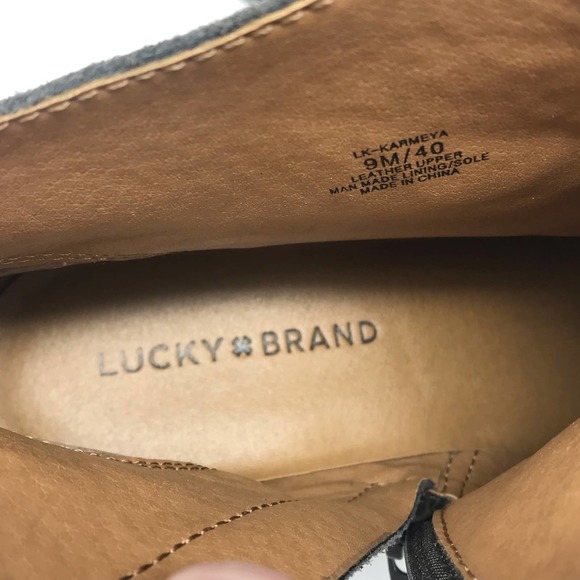 LK-KARMEYA
9M/40
LEATHER UPPER
MAN MADE LINING/SOLE
MADE IN CHINA
LUCKY BRAND